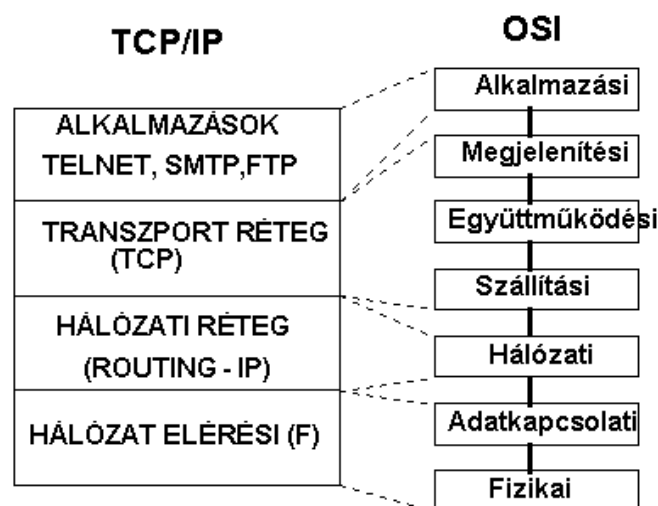 TCP/IP
ALKALMAZÁSOK
TELNET, SMTP,FTP
TRANSZPORT RÉTEG
(TCP)
HÁLÓZATI RÉTEG
(ROUTING - IP)
HÁLÓZAT ELÉRÉSI (F)
OSI
Alkalmazási
Megjelenítési
Együttműködési
Szállítási
Hálózati
Adatkapcsolati
Fizikai